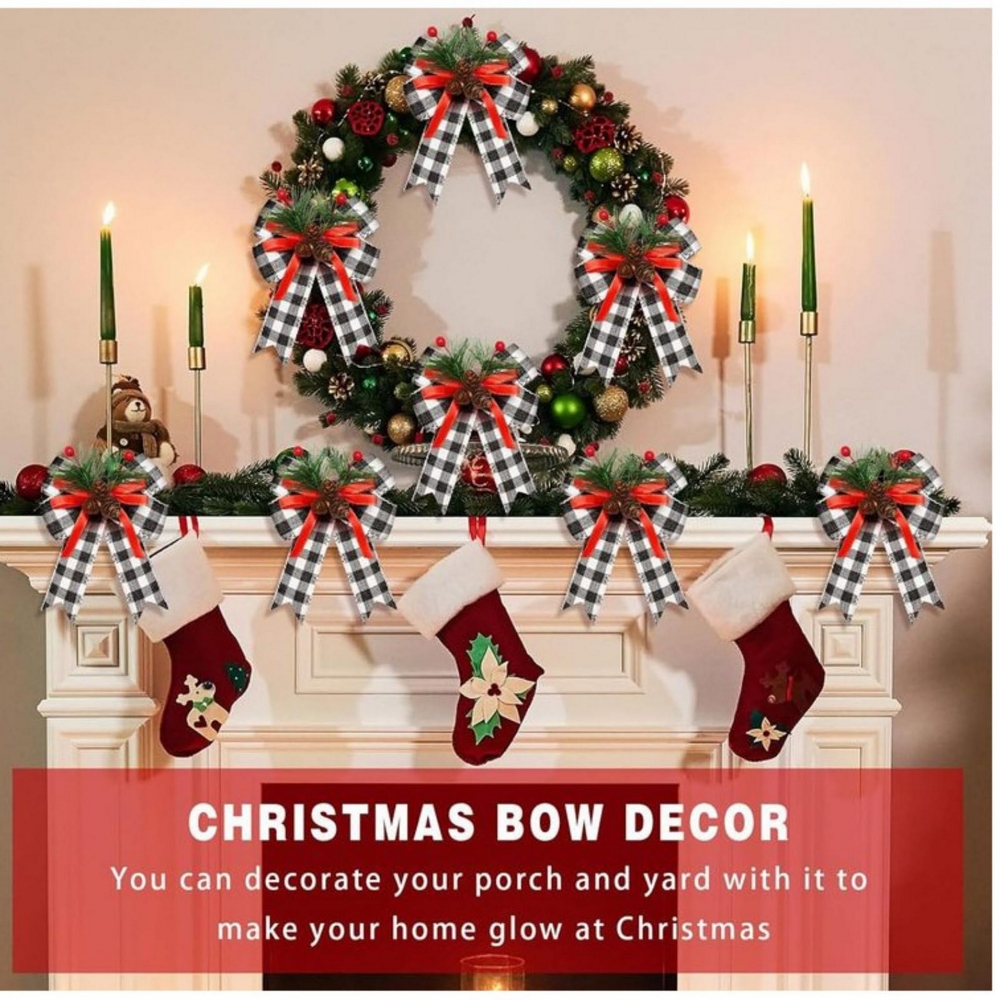 CHRISTMAS BOW DECOR
You can decorate your porch and yard with it to
make your home glow at Christmas